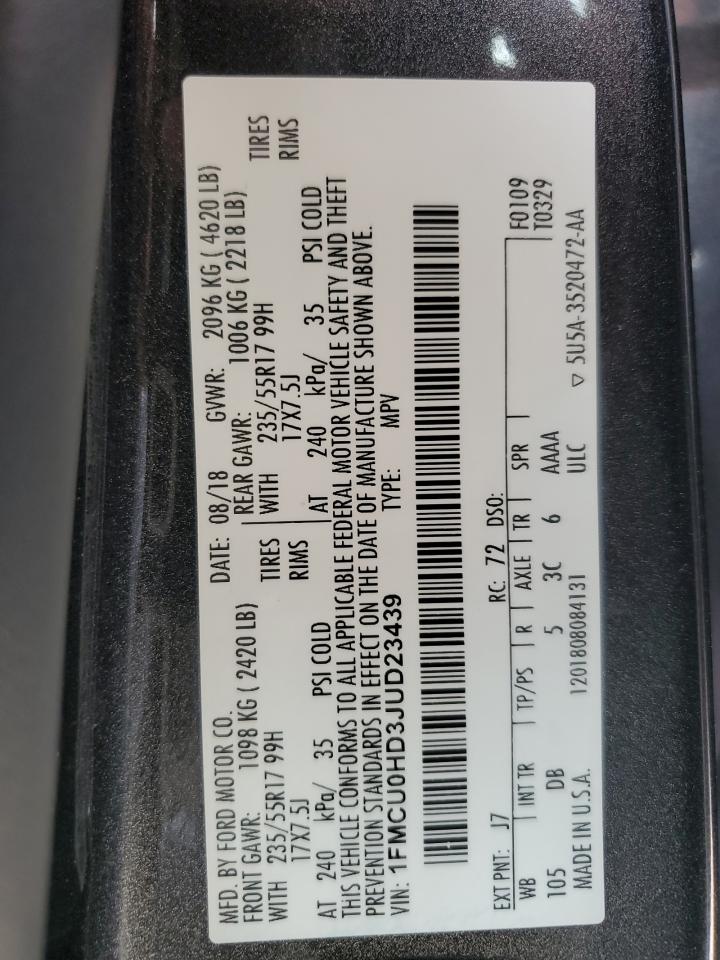 MFD. BY FORD MOTOR CO. DATE: 08/18 GVWR: 2096 KG ( 4620 LB)
FRONT GAWR: 1098 KG ( 2420 LB) REAR GAWR: 1006 KG ( 2218 LB)
WITH 235/55R17 99H TIRES WITH 235/55R17 99H TIRES
17X7.5J RIMS 17X7.5J RIMS
AT 240 kPa/ 35 PSI COLD AT 240 kPa/ 35 PSI COLD
THIS VEHICLE CONFORMS TO ALL APPLICABLE FEDERAL MOTOR VEHICLE SAFETY AND THEFT
PREVENTION STANDARDS IN EFFECT ON THE DATE OF MANUFACTURE SHOWN ABOVE.
VIN: 1FMCU0HD3JUD23439 TYPE: MPV
EXT PNT: J7 RC: 72 DSO: F0109
WB INT TR TP/PS R AXLE TR SPR T0329
105 DB 5 3C 6 AAAA
MADE IN U.S.A. 1201808084131 ULC ▽ 5U5A-3520472-AA